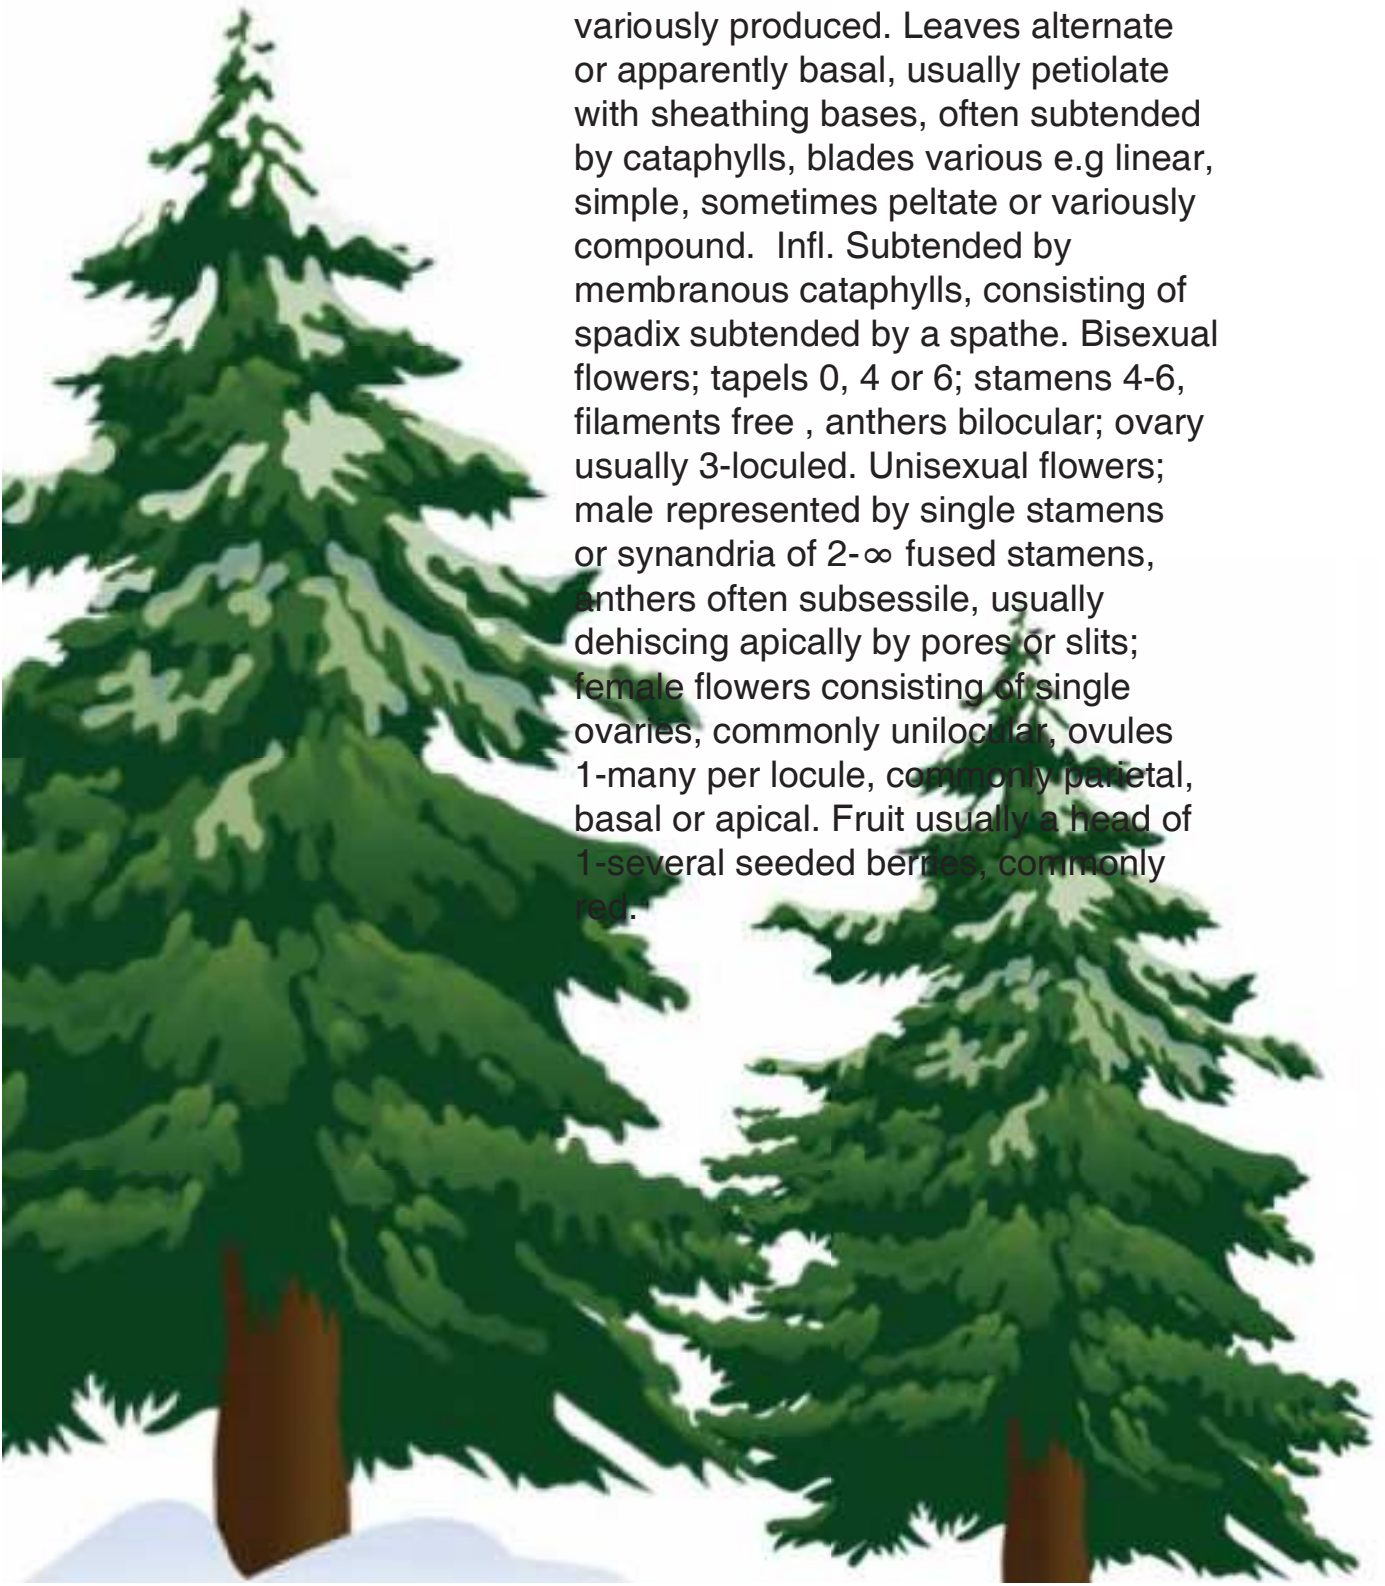 variously produced. Leaves alternate
or apparently basal, usually petiolate
with sheathing bases, often subtended
by cataphylls, blades various e.g linear,
simple, sometimes peltate or variously
compound.  Infl. Subtended by
membranous cataphylls, consisting of
spadix subtended by a spathe. Bisexual
flowers; tapels 0, 4 or 6; stamens 4-6,
filaments free , anthers bilocular; ovary
usually 3-loculed. Unisexual flowers;
male represented by single stamens
or synandria of 2-∞ fused stamens,
anthers often subsessile, usually
dehiscing apically by pores or slits;
female flowers consisting of single
ovaries, commonly unilocular, ovules
1-many per locule, commonly parietal,
basal or apical. Fruit usually a head of
1-several seeded berries, commonly
red.